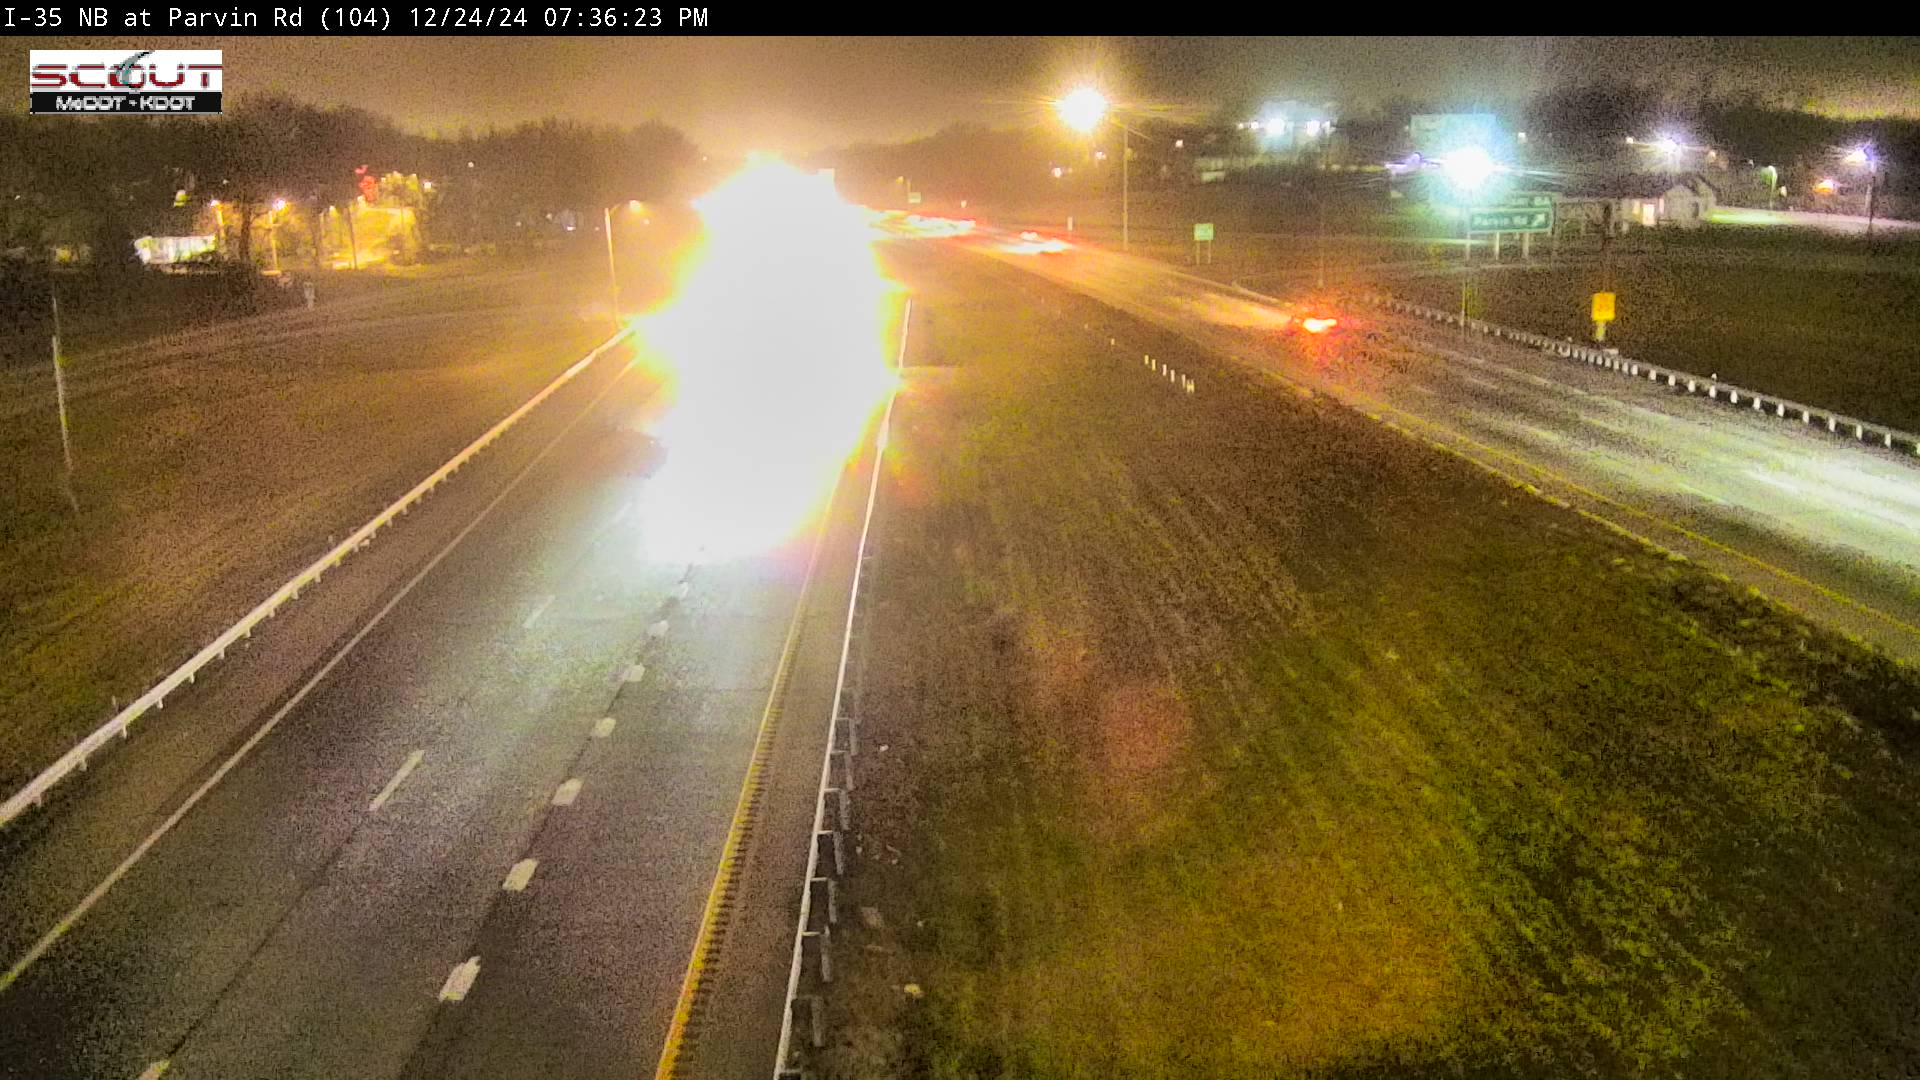 I-35 NB at Parvin Rd (104) 12/24/24 07:36:23 PM
SCOUT
MoDOT - KDOT
Parvin Rd